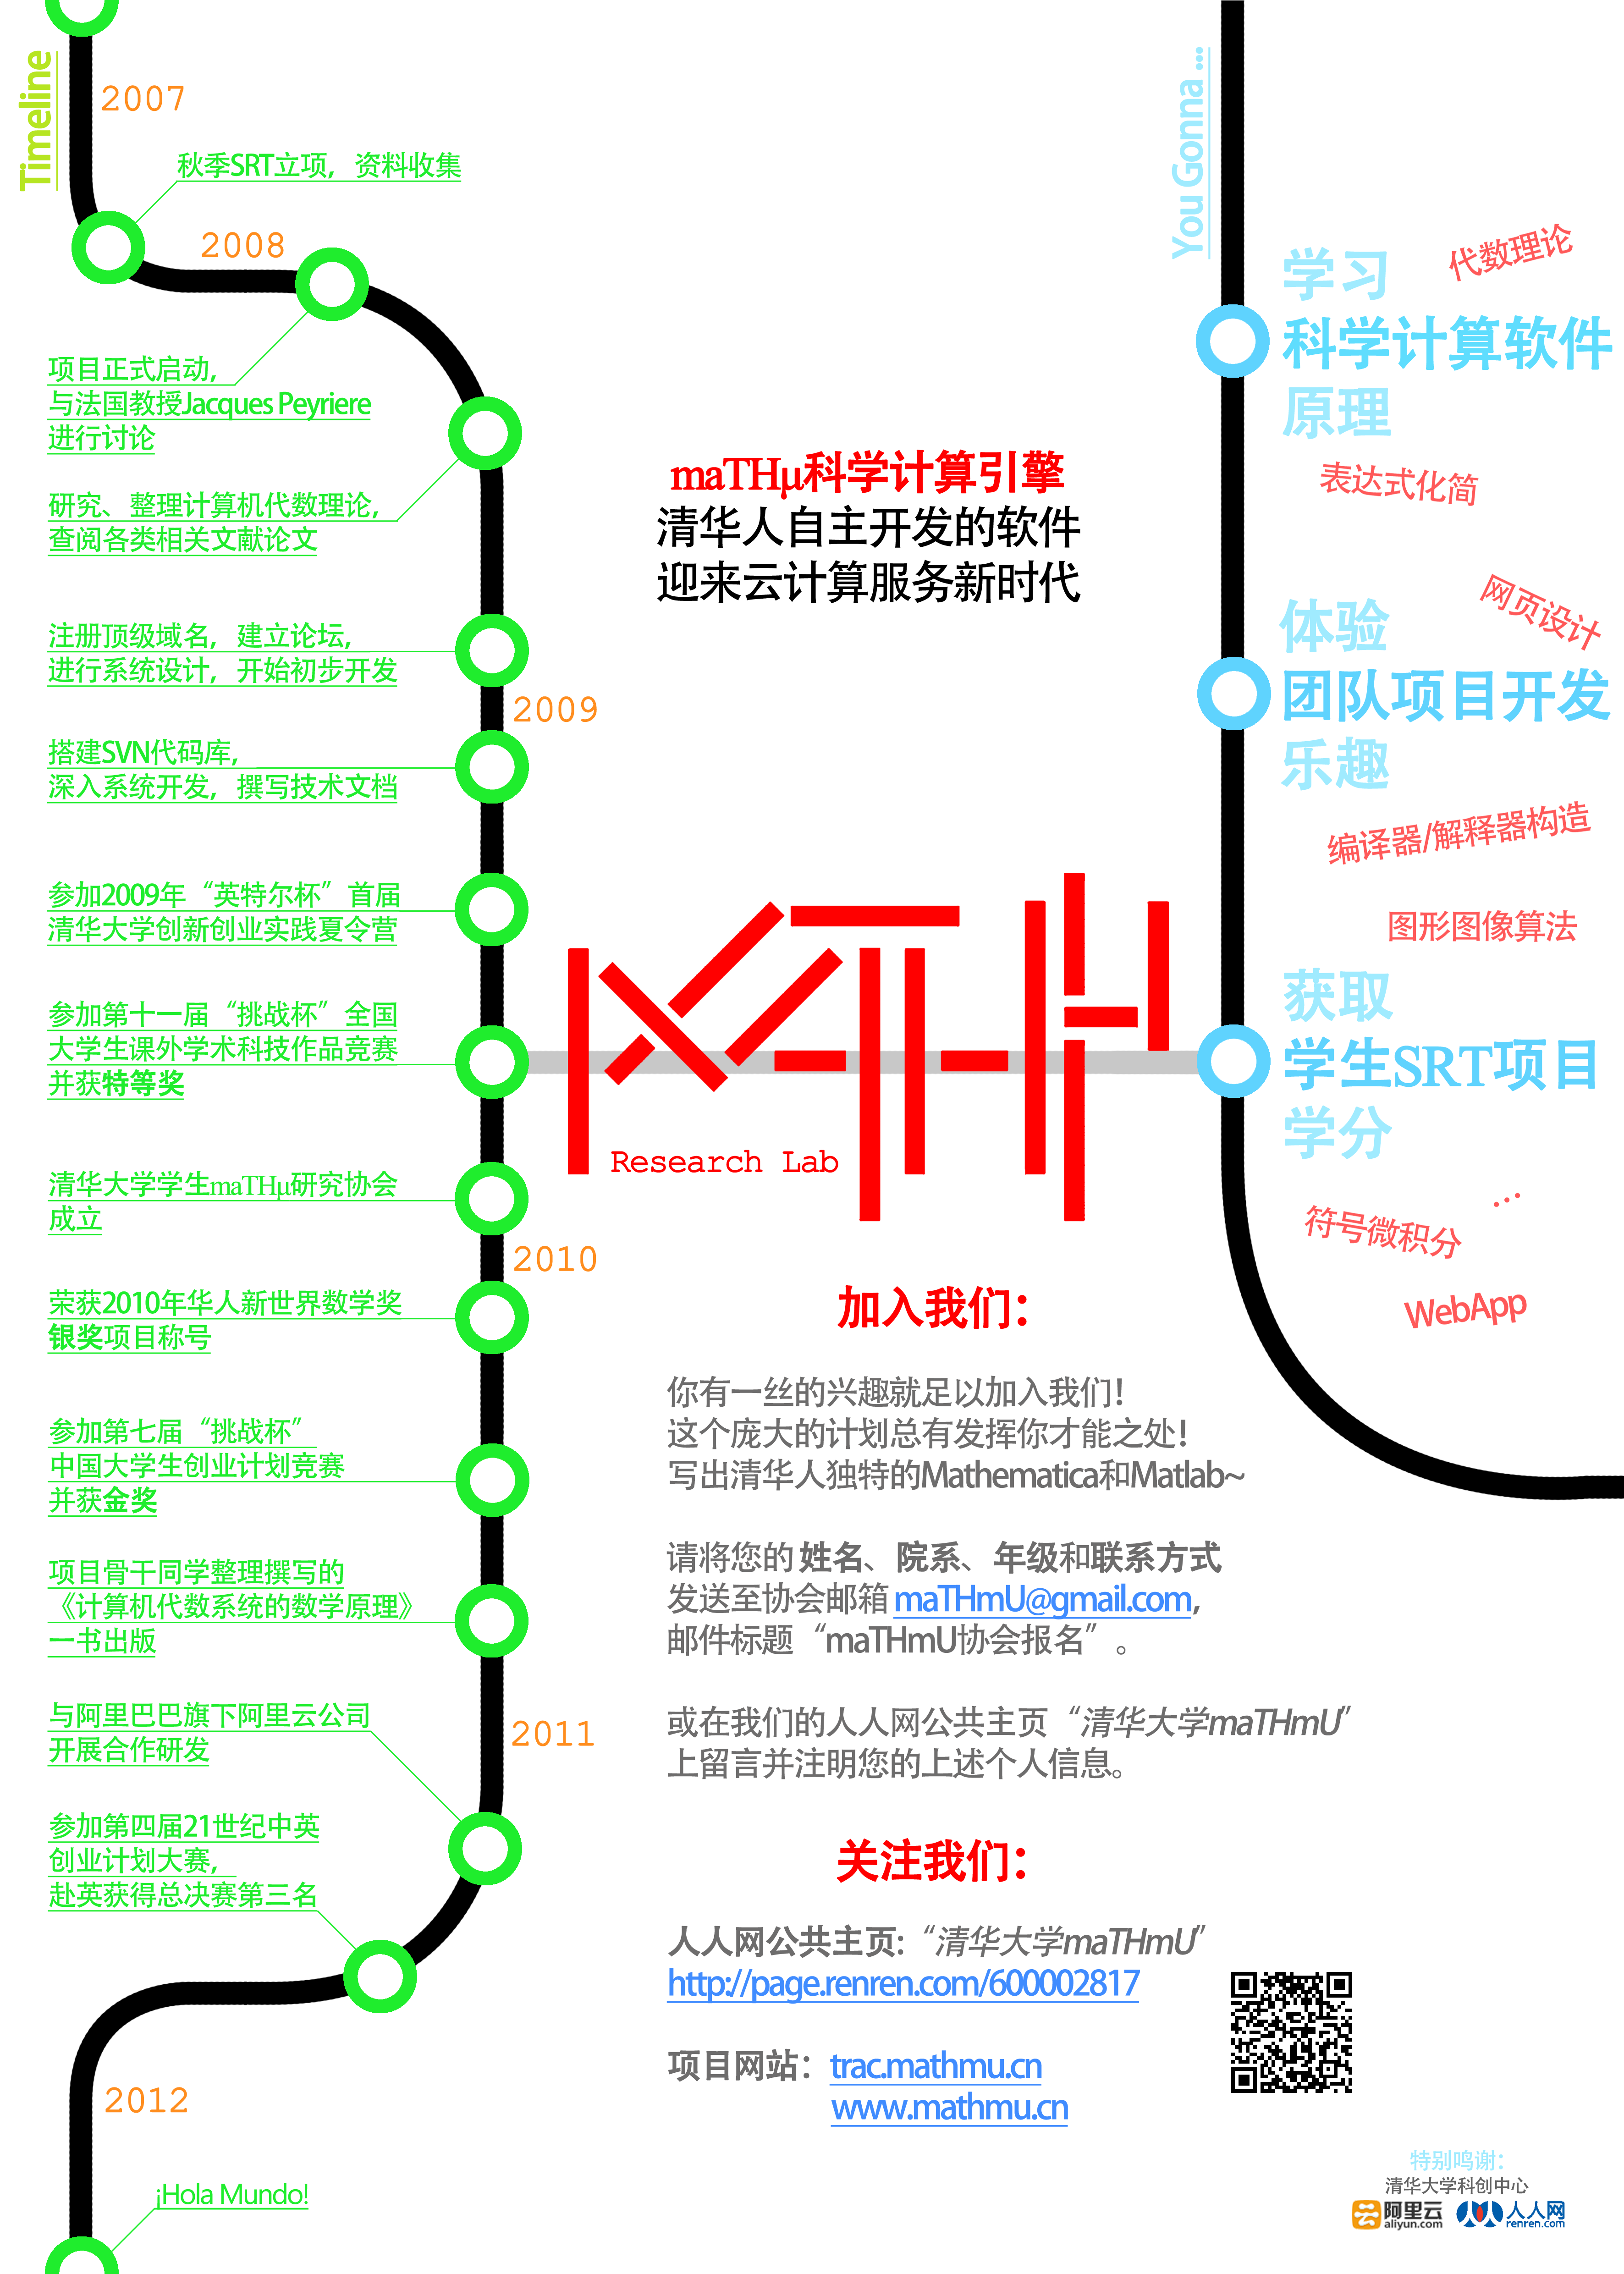 Timeline
2007
秋季SRT立项，资料收集
2008
项目正式启动，
与法国教授Jacques Peyriere
进行讨论
研究、整理计算机代数理论，
查阅各类相关文献论文
注册顶级域名，建立论坛，
进行系统设计，开始初步开发
2009
搭建SVN代码库，
深入系统开发，撰写技术文档
参加2009年“英特尔杯”首届
清华大学创新创业实践夏令营
参加第十一届“挑战杯”全国
大学生课外学术科技作品竞赛
并获特等奖
清华大学学生maTHμ研究协会
成立
2010
荣获2010年华人新世界数学奖
银奖项目称号
参加第七届“挑战杯”
中国大学生创业计划竞赛
并获金奖
项目骨干同学整理撰写的
《计算机代数系统的数学原理》
一书出版
与阿里巴巴旗下阿里云公司
开展合作研发
2011
参加第四届21世纪中英
创业计划大赛，
赴英获得总决赛第三名
2012
¡Hola Mundo!
maTHμ科学计算引擎
清华人自主开发的软件
迎来云计算服务新时代
Research Lab
加入我们：
你有一丝的兴趣就足以加入我们！
这个庞大的计划总有发挥你才能之处！
写出清华人独特的Mathematica和Matlab~
请将您的 姓名、院系、年级和联系方式
发送至协会邮箱 maTHmU@gmail.com，
邮件标题“maTHmU协会报名”。
或在我们的人人网公共主页“清华大学maTHmU”
上留言并注明您的上述个人信息。
关注我们：
人人网公共主页:“清华大学maTHmU”
http://page.renren.com/600002817
项目网站：trac.mathmu.cn
www.mathmu.cn
You Gonna ...
学习
代数理论
科学计算软件
原理
表达式化简
网页设计
体验
团队项目开发
乐趣
编译器/解释器构造
图形图像算法
获取
学生SRT项目
学分
...
符号微积分
WebApp
特别鸣谢：
清华大学科创中心
阿里云
aliyun.com
人人网
renren.com